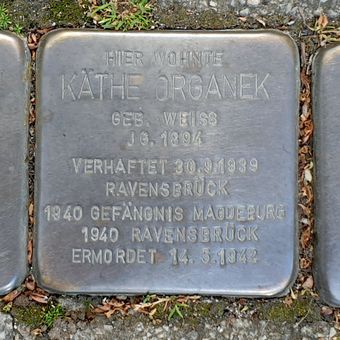 HIER WOHNTE
KÄTHE ORGANEK
GEB. WEISS
JG. 1894
VERHAFTET 30.9.1939
RAVENSBRÜCK
1940 GEFÄNGNIS MAGDEBURG
1940 RAVENSBRÜCK
ERMORDET 14.5.1942